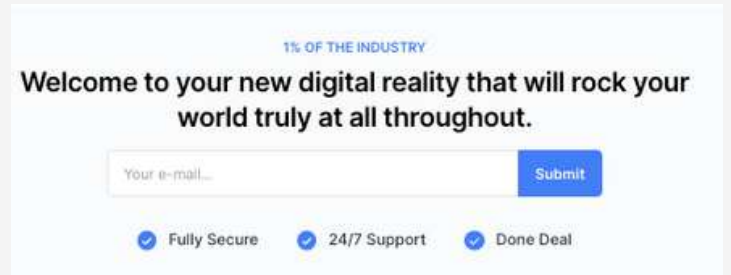 1% OF THE INDUSTRY
Welcome to your new digital reality that will rock your
world truly at all throughout.
Your e-mail... Submit
Fully Secure 24/7 Support Done Deal